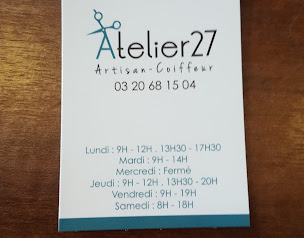 Atelier27
Artisan-Coiffeur
03 20 68 15 04
Lundi : 9H - 12H . 13H30 - 17H30
Mardi : 9H - 14H
Mercredi : Fermé
Jeudi : 9H - 12H . 13H30 - 20H
Vendredi : 9H - 19H
Samedi : 8H - 18H